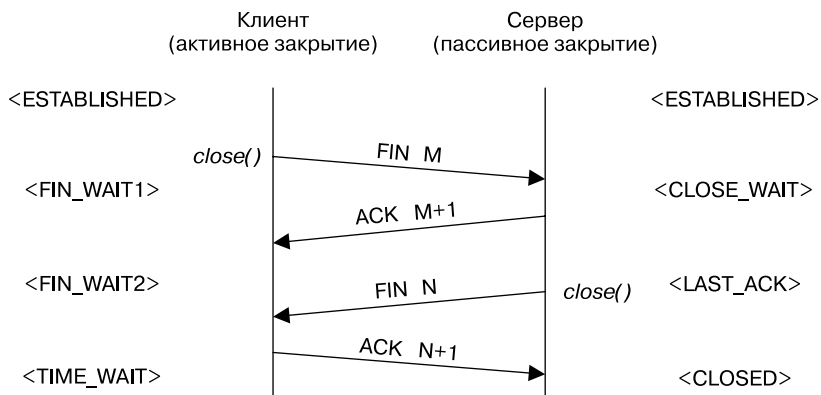 Клиент
(активное закрытие)
Сервер
(пассивное закрытие)
<ESTABLISHED>
<ESTABLISHED>
close()
FIN M
<FIN_WAIT1>
<CLOSE_WAIT>
ACK M+1
<FIN_WAIT2>
FIN N
close()
<LAST_ACK>
ACK N+1
<TIME_WAIT>
<CLOSED>